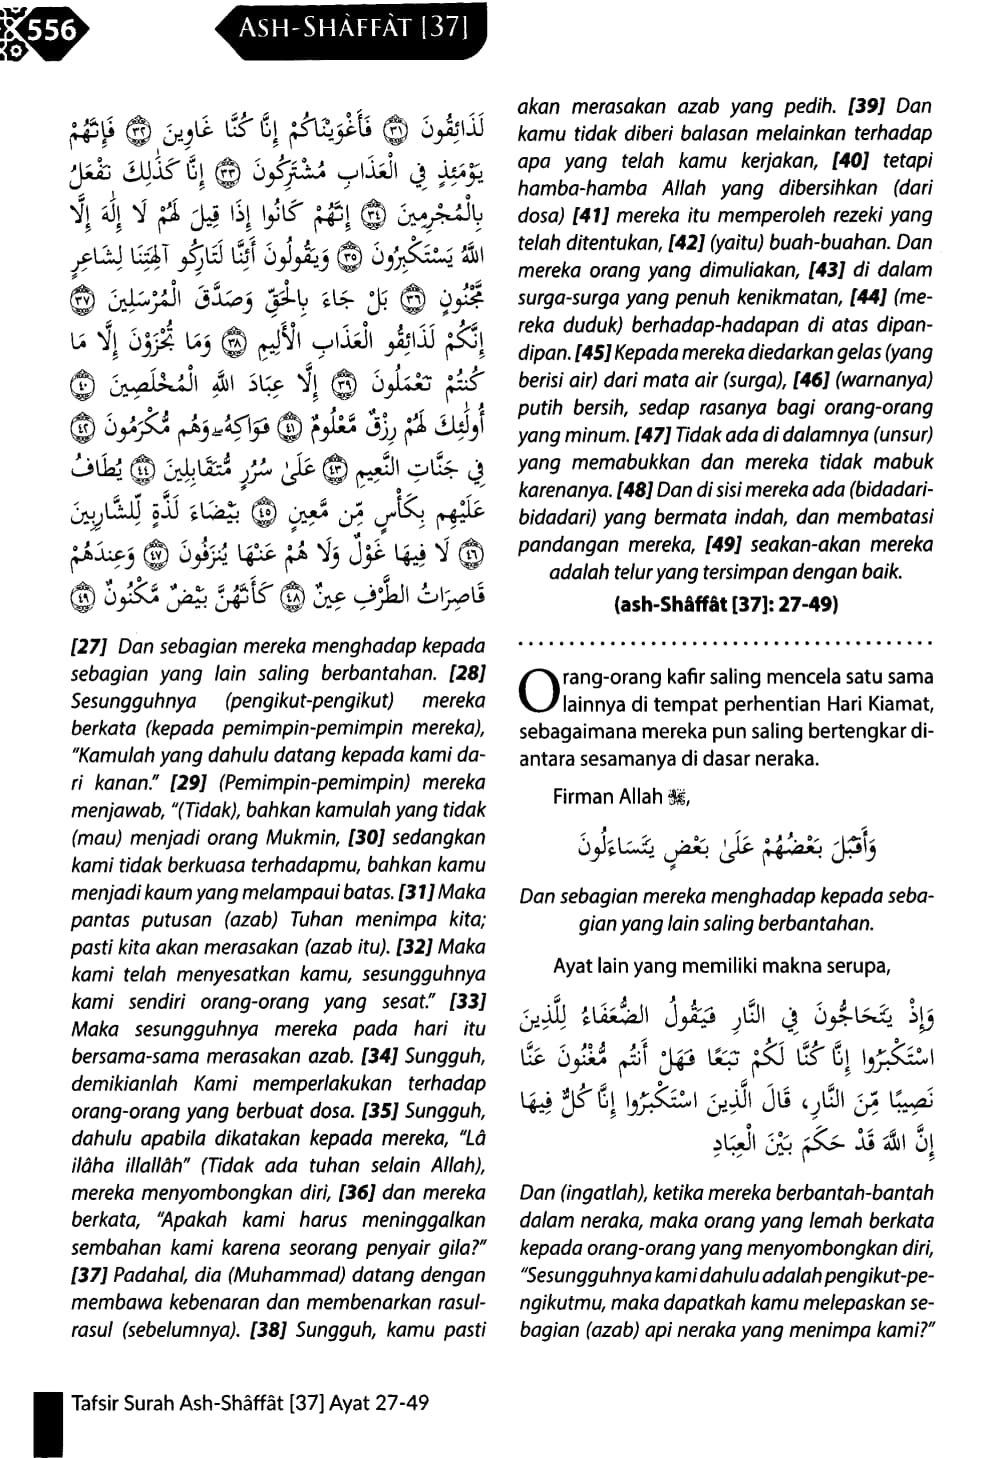 556
ASH-SHÂFFÂT [37]
لَذَائِقُونَ ﴿٣١﴾ فَأَغْوَيْنَاكُمْ إِنَّا كُنَّا غَاوِينَ ﴿٣٢﴾ فَإِنَّهُمْ
يَوْمَئِذٍ فِي الْعَذَابِ مُشْتَرِكُونَ ﴿٣٣﴾ إِنَّا كَذَٰلِكَ نَفْعَلُ
بِالْمُجْرِمِينَ ﴿٣٤﴾ إِنَّهُمْ كَانُوا إِذَا قِيلَ لَهُمْ لَا إِلَٰهَ إِلَّا
اللَّهُ يَسْتَكْبِرُونَ ﴿٣٥﴾ وَيَقُولُونَ أَئِنَّا لَتَارِكُو آلِهَتِنَا لِشَاعِرٍ
مَّجْنُونٍ ﴿٣٦﴾ بَلْ جَاءَ بِالْحَقِّ وَصَدَّقَ الْمُرْسَلِينَ ﴿٣٧﴾
إِنَّكُمْ لَذَائِقُو الْعَذَابِ الْأَلِيمِ ﴿٣٨﴾ وَمَا تُجْزَوْنَ إِلَّا مَا
كُنتُمْ تَعْمَلُونَ ﴿٣٩﴾ إِلَّا عِبَادَ اللَّهِ الْمُخْلَصِينَ ﴿٤٠﴾
أُولَٰئِكَ لَهُمْ رِزْقٌ مَّعْلُومٌ ﴿٤١﴾ فَوَاكِهُ ۖ وَهُم مُّكْرَمُونَ ﴿٤٢﴾
فِي جَنَّاتِ النَّعِيمِ ﴿٤٣﴾ عَلَىٰ سُرُرٍ مُّتَقَابِلِينَ ﴿٤٤﴾ يُطَافُ
عَلَيْهِم بِكَأْسٍ مِّن مَّعِينٍ ﴿٤٥﴾ بَيْضَاءَ لَذَّةٍ لِّلشَّارِبِينَ
﴿٤٦﴾ لَا فِيهَا غَوْلٌ وَلَا هُمْ عَنْهَا يُنزَفُونَ ﴿٤٧﴾ وَعِندَهُمْ
قَاصِرَاتُ الطَّرْفِ عِينٌ ﴿٤٨﴾ كَأَنَّهُنَّ بَيْضٌ مَّكْنُونٌ ﴿٤٩﴾
[27] Dan sebagian mereka menghadap kepada
sebagian yang lain saling berbantahan. [28]
Sesungguhnya (pengikut-pengikut) mereka
berkata (kepada pemimpin-pemimpin mereka),
"Kamulah yang dahulu datang kepada kami da-
ri kanan." [29] (Pemimpin-pemimpin) mereka
menjawab, "(Tidak), bahkan kamulah yang tidak
(mau) menjadi orang Mukmin, [30] sedangkan
kami tidak berkuasa terhadapmu, bahkan kamu
menjadi kaum yang melampaui batas. [31] Maka
pantas putusan (azab) Tuhan menimpa kita;
pasti kita akan merasakan (azab itu). [32] Maka
kami telah menyesatkan kamu, sesungguhnya
kami sendiri orang-orang yang sesat." [33]
Maka sesungguhnya mereka pada hari itu
bersama-sama merasakan azab. [34] Sungguh,
demikianlah Kami memperlakukan terhadap
orang-orang yang berbuat dosa. [35] Sungguh,
dahulu apabila dikatakan kepada mereka, "Lâ
ilâha illallâh" (Tidak ada tuhan selain Allah),
mereka menyombongkan diri, [36] dan mereka
berkata, "Apakah kami harus meninggalkan
sembahan kami karena seorang penyair gila?"
[37] Padahal, dia (Muhammad) datang dengan
membawa kebenaran dan membenarkan rasul-
rasul (sebelumnya). [38] Sungguh, kamu pasti
akan merasakan azab yang pedih. [39] Dan
kamu tidak diberi balasan melainkan terhadap
apa yang telah kamu kerjakan, [40] tetapi
hamba-hamba Allah yang dibersihkan (dari
dosa) [41] mereka itu memperoleh rezeki yang
telah ditentukan, [42] (yaitu) buah-buahan. Dan
mereka orang yang dimuliakan, [43] di dalam
surga-surga yang penuh kenikmatan, [44] (me-
reka duduk) berhadap-hadapan di atas dipan-
dipan. [45] Kepada mereka diedarkan gelas (yang
berisi air) dari mata air (surga), [46] (warnanya)
putih bersih, sedap rasanya bagi orang-orang
yang minum. [47] Tidak ada di dalamnya (unsur)
yang memabukkan dan mereka tidak mabuk
karenanya. [48] Dan di sisi mereka ada (bidadari-
bidadari) yang bermata indah, dan membatasi
pandangan mereka, [49] seakan-akan mereka
adalah telur yang tersimpan dengan baik.
(ash-Shâffât [37]: 27-49)
Orang-orang kafir saling mencela satu sama
lainnya di tempat perhentian Hari Kiamat,
sebagaimana mereka pun saling bertengkar di-
antara sesamanya di dasar neraka.
Firman Allah ﷻ,
وَأَقْبَلَ بَعْضُهُمْ عَلَىٰ بَعْضٍ يَتَسَاءَلُونَ
Dan sebagian mereka menghadap kepada seba-
gian yang lain saling berbantahan.
Ayat lain yang memiliki makna serupa,
وَإِذْ يَتَحَاجُّونَ فِي النَّارِ فَيَقُولُ الضُّعَفَاءُ لِلَّذِينَ
اسْتَكْبَرُوا إِنَّا كُنَّا لَكُمْ تَبَعًا فَهَلْ أَنتُم مُّغْنُونَ عَنَّا
نَصِيبًا مِّنَ النَّارِ، قَالَ الَّذِينَ اسْتَكْبَرُوا إِنَّا كُلٌّ فِيهَا
إِنَّ اللَّهَ قَدْ حَكَمَ بَيْنَ الْعِبَادِ
Dan (ingatlah), ketika mereka berbantah-bantah
dalam neraka, maka orang yang lemah berkata
kepada orang-orang yang menyombongkan diri,
"Sesungguhnya kami dahulu adalah pengikut-pe-
ngikutmu, maka dapatkah kamu melepaskan se-
bagian (azab) api neraka yang menimpa kami?"
Tafsir Surah Ash-Shâffât [37] Ayat 27-49